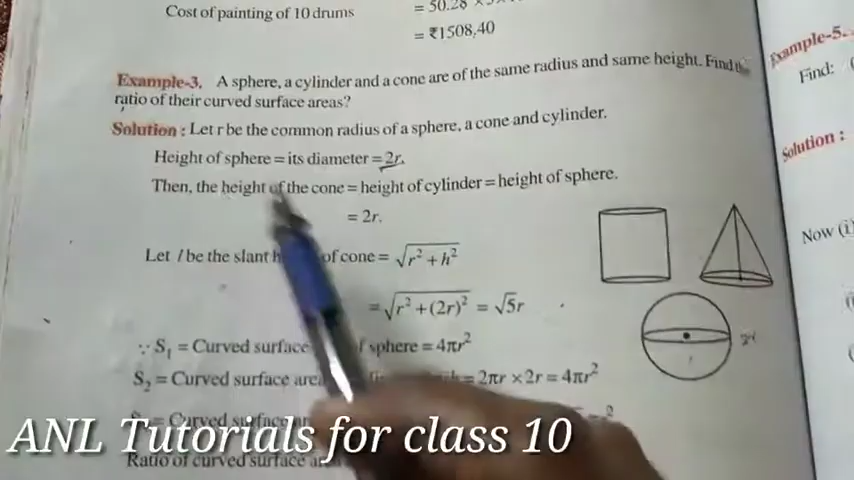 Cost of painting of 10 drums
= ₹1508.40
Example-3. A sphere, a cylinder and a cone are of the same radius and same height. Find the
ratio of their curved surface areas?
Solution : Let r be the common radius of a sphere, a cone and cylinder.
Height of sphere = its diameter = 2r.
Then, the height of the cone = height of cylinder = height of sphere.
= 2r.
Let l be the slant of cone = √(r² + h²)
= √(r² + (2r)²) = √5r
∵ S₁ = Curved surface sphere = 4πr²
S₂ = Curved surface area = 2πr × 2r = 4πr²
= Curved surface
Ratio of curved surface
ANL Tutorials for class 10
2r
Example-5.
Find:
Solution :
Now (i)